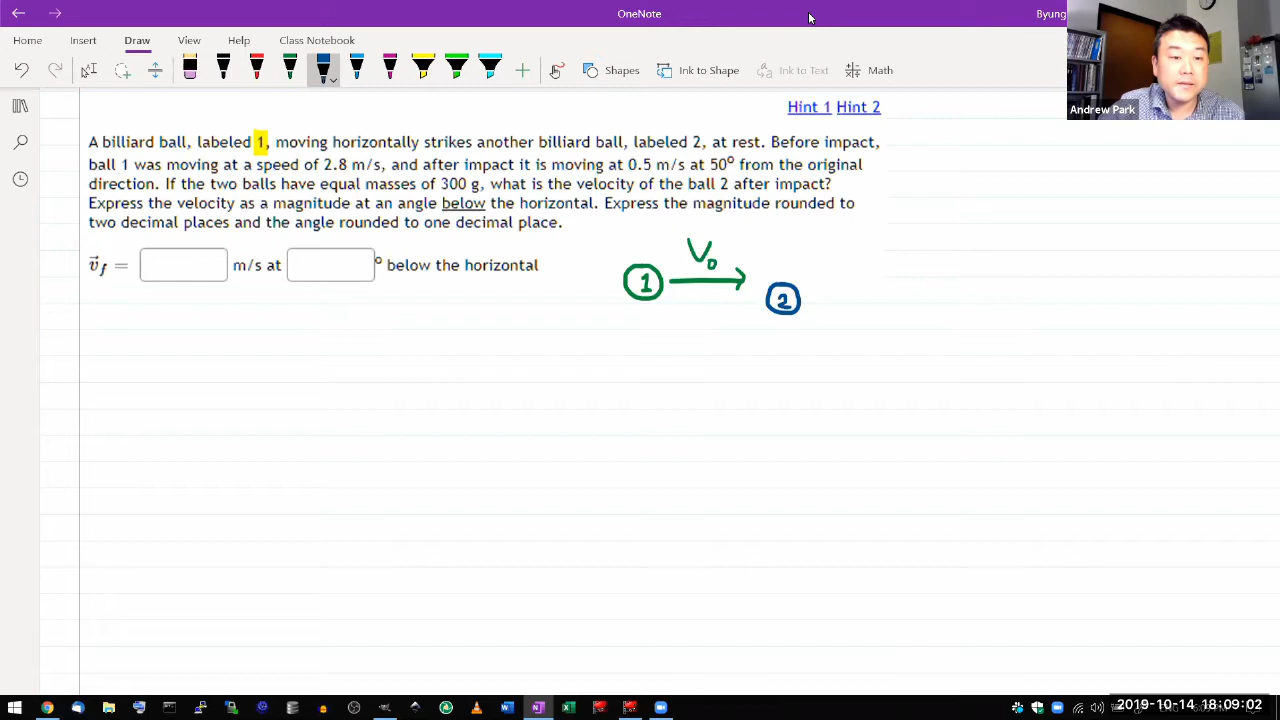 OneNote
Byung
Home Insert Draw View Help Class Notebook
Shapes Ink to Shape Ink to Text Math
Andrew Park
Hint 1 Hint 2
A billiard ball, labeled 1, moving horizontally strikes another billiard ball, labeled 2, at rest. Before impact,
ball 1 was moving at a speed of 2.8 m/s, and after impact it is moving at 0.5 m/s at 50° from the original
direction. If the two balls have equal masses of 300 g, what is the velocity of the ball 2 after impact?
Express the velocity as a magnitude at an angle below the horizontal. Express the magnitude rounded to
two decimal places and the angle rounded to one decimal place.
V₀
v⃗f = m/s at ° below the horizontal
1
2
2019-10-14 18:09:02